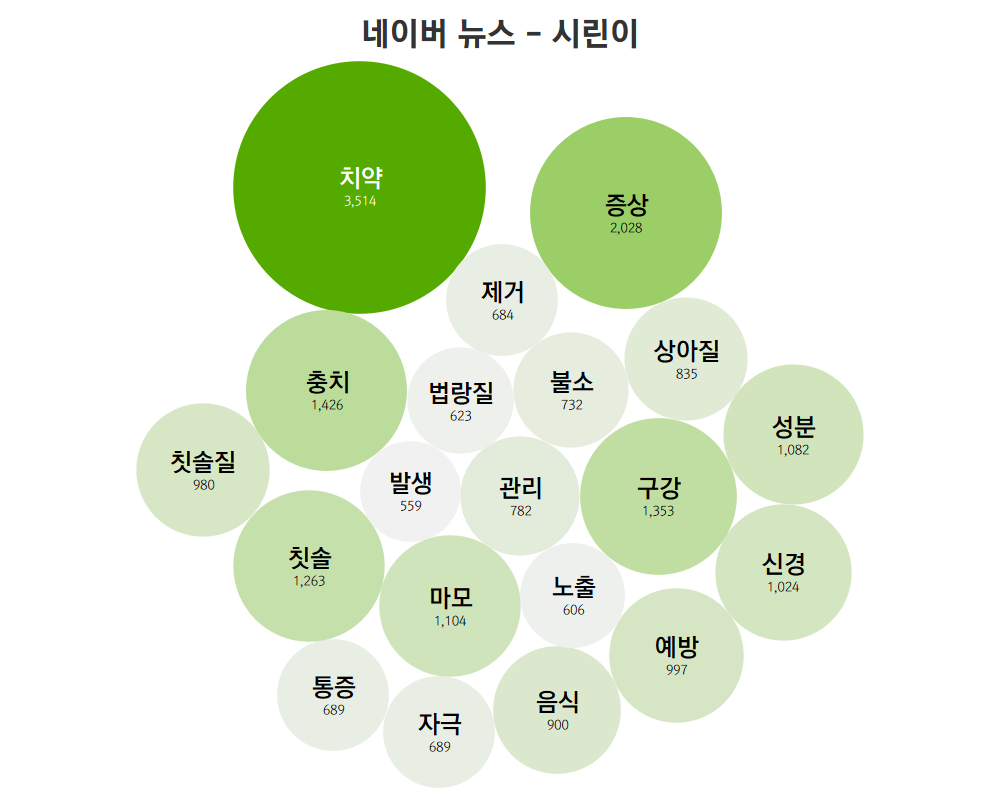 네이버 뉴스 - 시린이
치약
3,514
증상
2,028
제거
684
상아질
835
충치
1,426
법랑질
623
불소
732
성분
1,082
칫솔질
980
발생
559
관리
782
구강
1,353
칫솔
1,263
마모
1,104
노출
606
신경
1,024
예방
997
통증
689
자극
689
음식
900